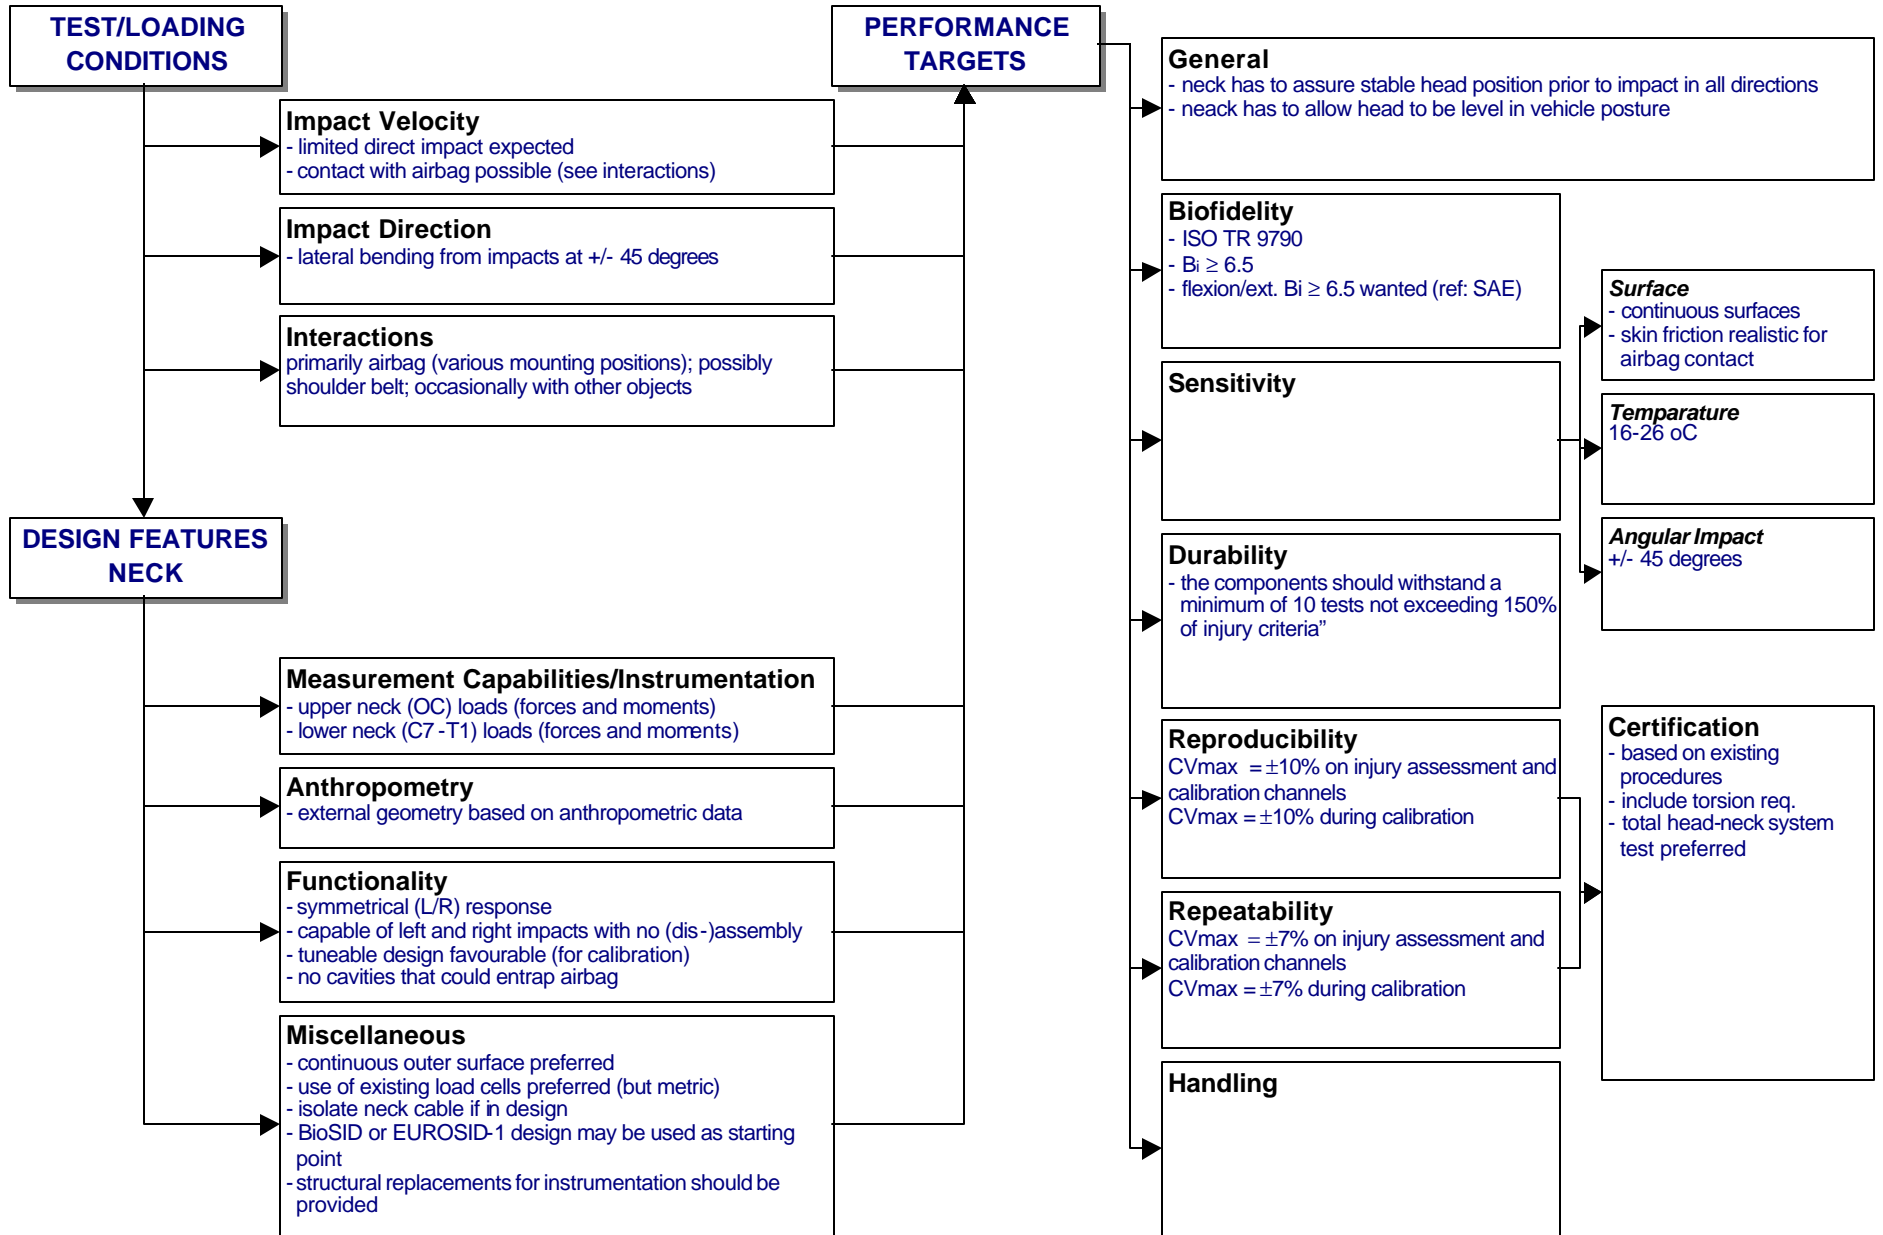 TEST/LOADING
CONDITIONS
Impact Velocity
- limited direct impact expected
- contact with airbag possible (see interactions)
Impact Direction
- lateral bending from impacts at +/- 45 degrees
Interactions
primarily airbag (various mounting positions); possibly
shoulder belt; occasionally with other objects
DESIGN FEATURES
NECK
Measurement Capabilities/Instrumentation
- upper neck (OC) loads (forces and moments)
- lower neck (C7-T1) loads (forces and moments)
Anthropometry
- external geometry based on anthropometric data
Functionality
- symmetrical (L/R) response
- capable of left and right impacts with no (dis-)assembly
- tuneable design favourable (for calibration)
- no cavities that could entrap airbag
Miscellaneous
- continuous outer surface preferred
- use of existing load cells preferred (but metric)
- isolate neck cable if in design
- BioSID or EUROSID-1 design may be used as starting
point
- structural replacements for instrumentation should be
provided
PERFORMANCE
TARGETS
General
- neck has to assure stable head position prior to impact in all directions
- neack has to allow head to be level in vehicle posture
Biofidelity
- ISO TR 9790
- Bi ≥ 6.5
- flexion/ext. Bi ≥ 6.5 wanted (ref: SAE)
Sensitivity
Surface
- continuous surfaces
- skin friction realistic for
airbag contact
Temparature
16-26 oC
Angular Impact
+/- 45 degrees
Durability
- the components should withstand a
minimum of 10 tests not exceeding 150%
of injury criteria”
Reproducibility
CVmax = ±10% on injury assessment and
calibration channels
CVmax = ±10% during calibration
Repeatability
CVmax = ±7% on injury assessment and
calibration channels
CVmax = ±7% during calibration
Certification
- based on existing
procedures
- include torsion req.
- total head-neck system
test preferred
Handling